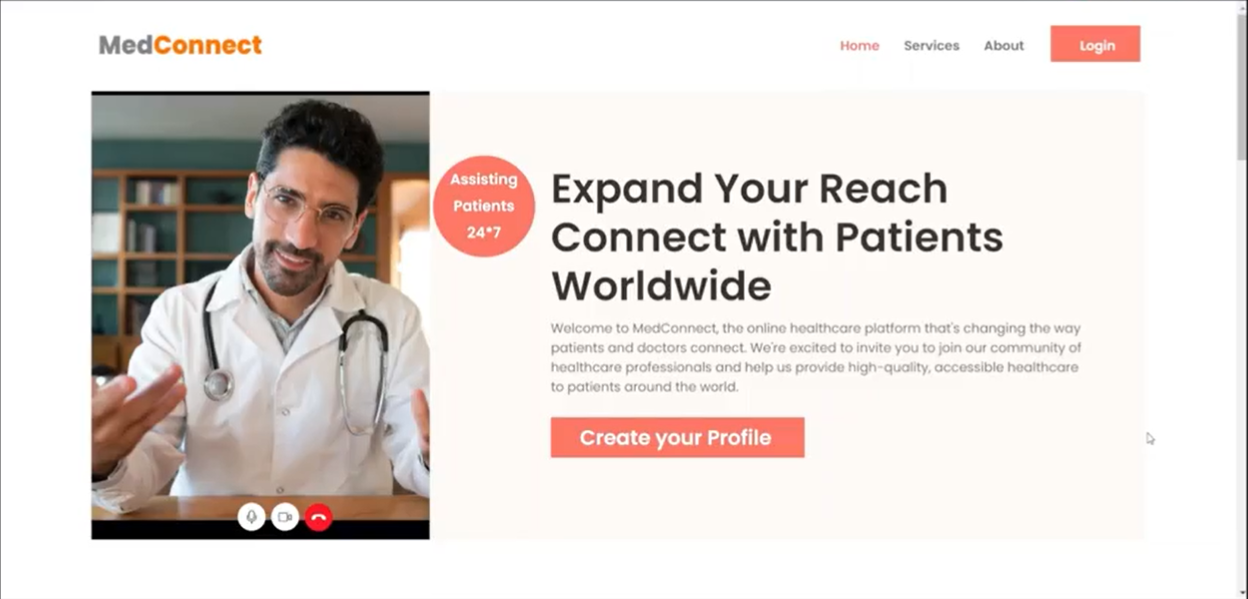 MedConnect
Home Services About Login
Assisting
Patients
24*7
Expand Your Reach
Connect with Patients
Worldwide
Welcome to MedConnect, the online healthcare platform that's changing the way
patients and doctors connect. We're excited to invite you to join our community of
healthcare professionals and help us provide high-quality, accessible healthcare
to patients around the world.
Create your Profile